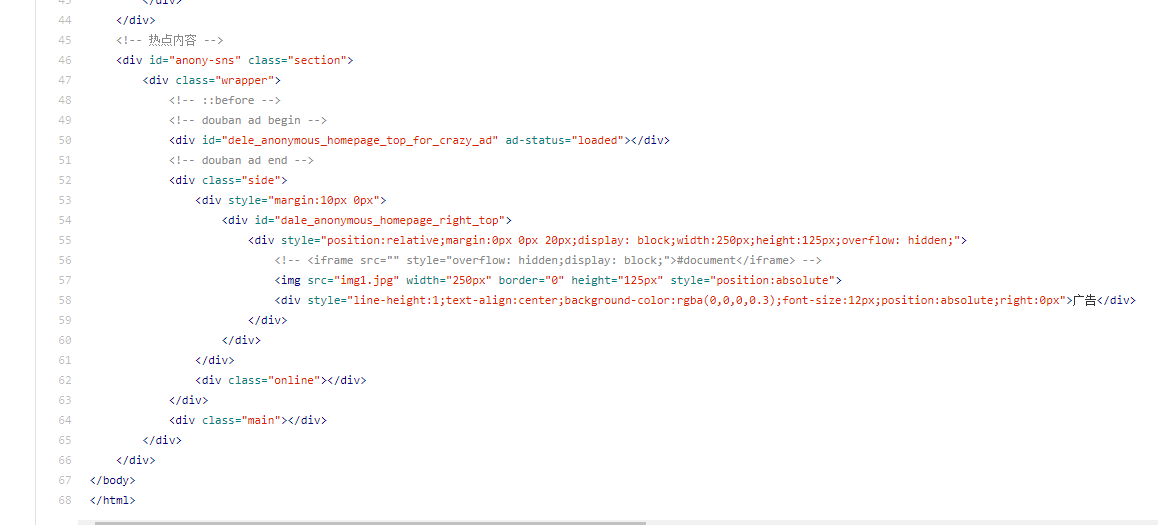 43         </div>
44     </div>
45     <!-- 热点内容 -->
46     <div id="anony-sns" class="section">
47         <div class="wrapper">
48             <!-- ::before -->
49             <!-- douban ad begin -->
50             <div id="dele_anonymous_homepage_top_for_crazy_ad" ad-status="loaded"></div>
51             <!-- douban ad end -->
52             <div class="side">
53                 <div style="margin:10px 0px">
54                     <div id="dale_anonymous_homepage_right_top">
55                         <div style="position:relative;margin:0px 0px 20px;display: block;width:250px;height:125px;overflow: hidden;">
56                             <!-- <iframe src="" style="overflow: hidden;display: block;">#document</iframe> -->
57                             <img src="img1.jpg" width="250px" border="0" height="125px" style="position:absolute">
58                             <div style="line-height:1;text-align:center;background-color:rgba(0,0,0,0.3);font-size:12px;position:absolute;right:0px">广告</div>
59                         </div>
60                     </div>
61                 </div>
62                 <div class="online"></div>
63             </div>
64             <div class="main"></div>
65         </div>
66     </div>
67 </body>
68 </html>